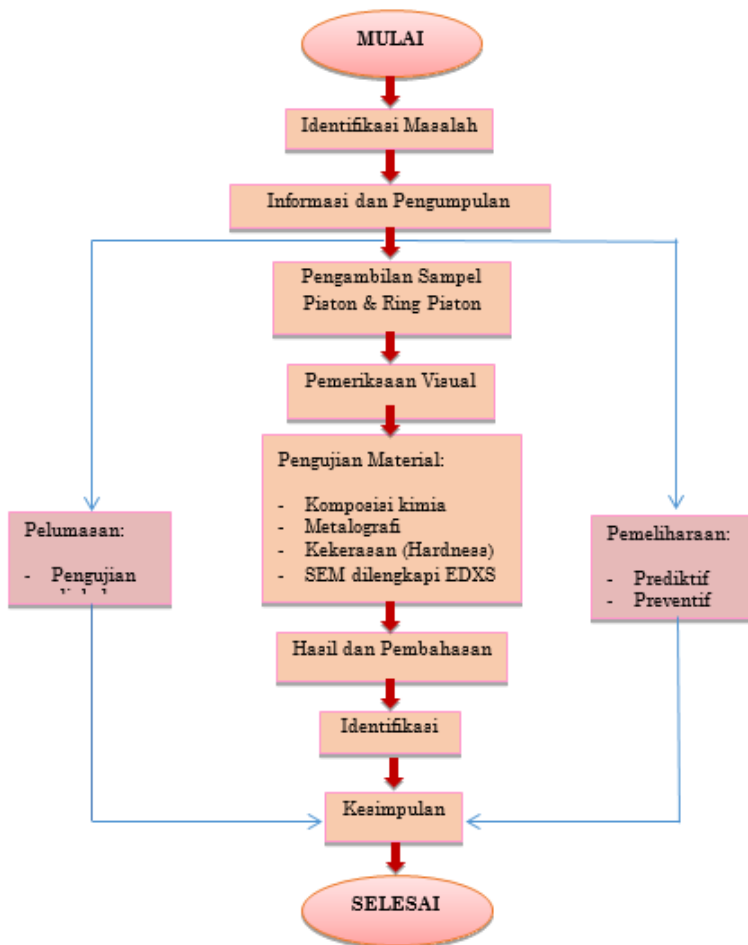 MULAI
Identifikasi Masalah
Informasi dan Pengumpulan
Pengambilan Sampel
Piston & Ring Piston
Pemeriksaan Visual
Pengujian Material:
- Komposisi kimia
- Metalografi
- Kekerasan (Hardness)
- SEM dilengkapi EDXS
Pelumasan:
- Pengujian
Pemeliharaan:
- Prediktif
- Preventif
Hasil dan Pembahasan
Identifikasi
Kesimpulan
SELESAI